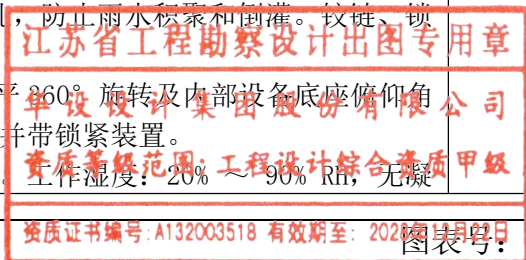 ，防止雨水积聚和倒灌。铰链、锁
江苏省工程勘察设计出图专用章
平360°旋转及内部设备底座俯仰角
华设设计集团股份有限公司
并带锁紧装置。
资质等级范围：工程设计综合资质甲级
工作湿度：20% ～ 90% RH，无凝
资质证书编号：A132003518 有效期至：2028年12月22日
图表号：